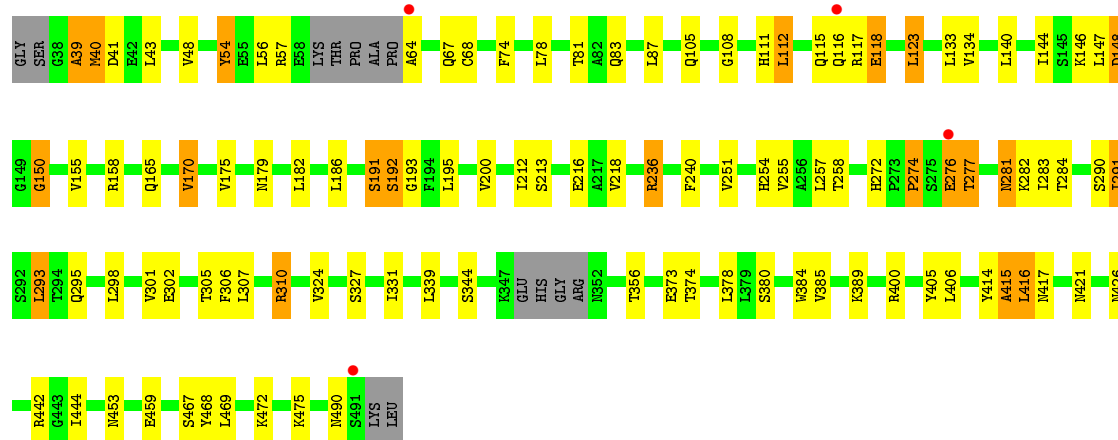 GLY SER G38 A39 M40 D41 E42 L43 V48 Y54 E55 L56 R57 E58 LYS THR PRO ALA PRO A64 Q67 C68 F74 L78 T81 A82 Q83 L87 Q105 G108 H111 L112 Q115 Q116 R117 E118 L123 L133 V134 L140 I144 S145 K146 L147 D148
G149 G150 V155 R158 Q165 V170 V175 N179 L182 L186 S191 S192 G193 F194 L195 V200 I212 S213 E216 A217 V218 R236 F240 V251 H254 V255 A256 L257 T258 H272 P273 P274 S275 E276 T277 N281 K282 I283 T284 S290
S292 L293 T294 Q295 L298 V301 E302 T305 F306 L307 R310 V324 S327 I331 L339 S344 K347 GLU HIS GLY ARG N352 T356 E373 T374 L378 L379 S380 W384 V385 K389 R400 Y405 L406 Y414 A415 L416 N417 N421
R442 G443 I444 N453 E459 S467 Y468 L469 K472 K475 N490 S491 LYS LEU